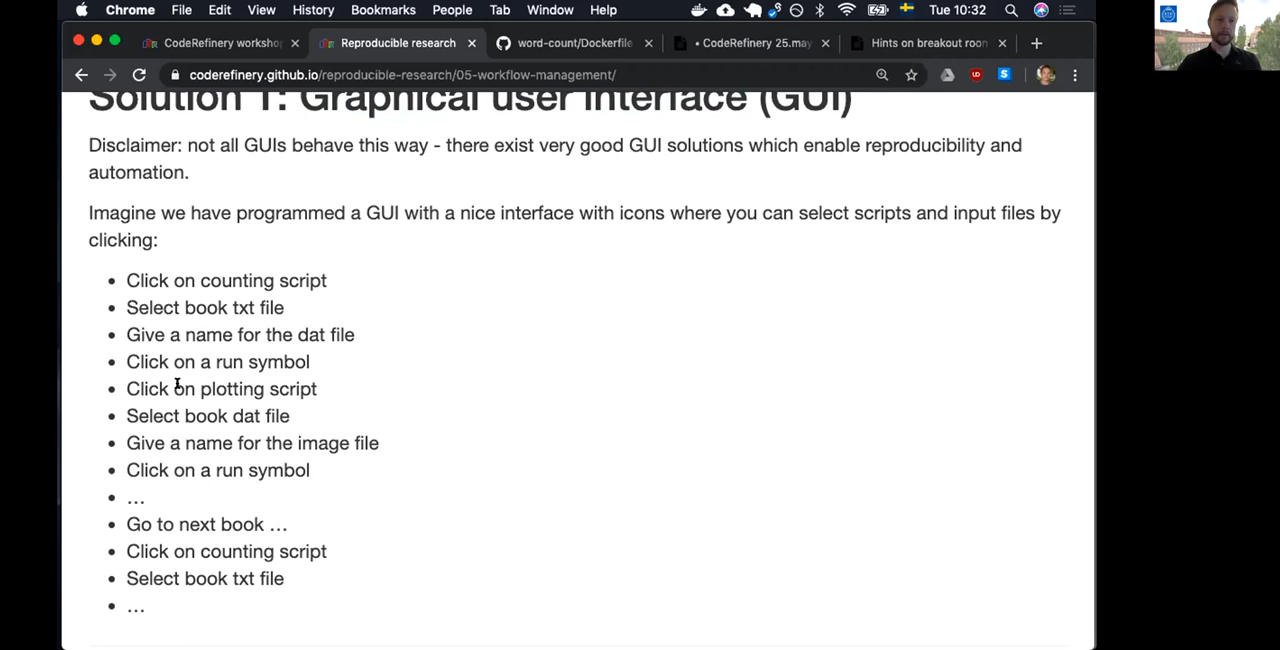 Chrome File Edit View History Bookmarks People Tab Window Help Tue 10:32
CodeRefinery worksho Reproducible research word-count/Dockerfile • CodeRefinery 25.may Hints on breakout roon
coderefinery.github.io/reproducible-research/05-workflow-management/
Solution 1: Graphical user interface (GUI)
Disclaimer: not all GUIs behave this way - there exist very good GUI solutions which enable reproducibility and
automation.
Imagine we have programmed a GUI with a nice interface with icons where you can select scripts and input files by
clicking:
• Click on counting script
• Select book txt file
• Give a name for the dat file
• Click on a run symbol
• Click on plotting script
• Select book dat file
• Give a name for the image file
• Click on a run symbol
• …
• Go to next book …
• Click on counting script
• Select book txt file
• …